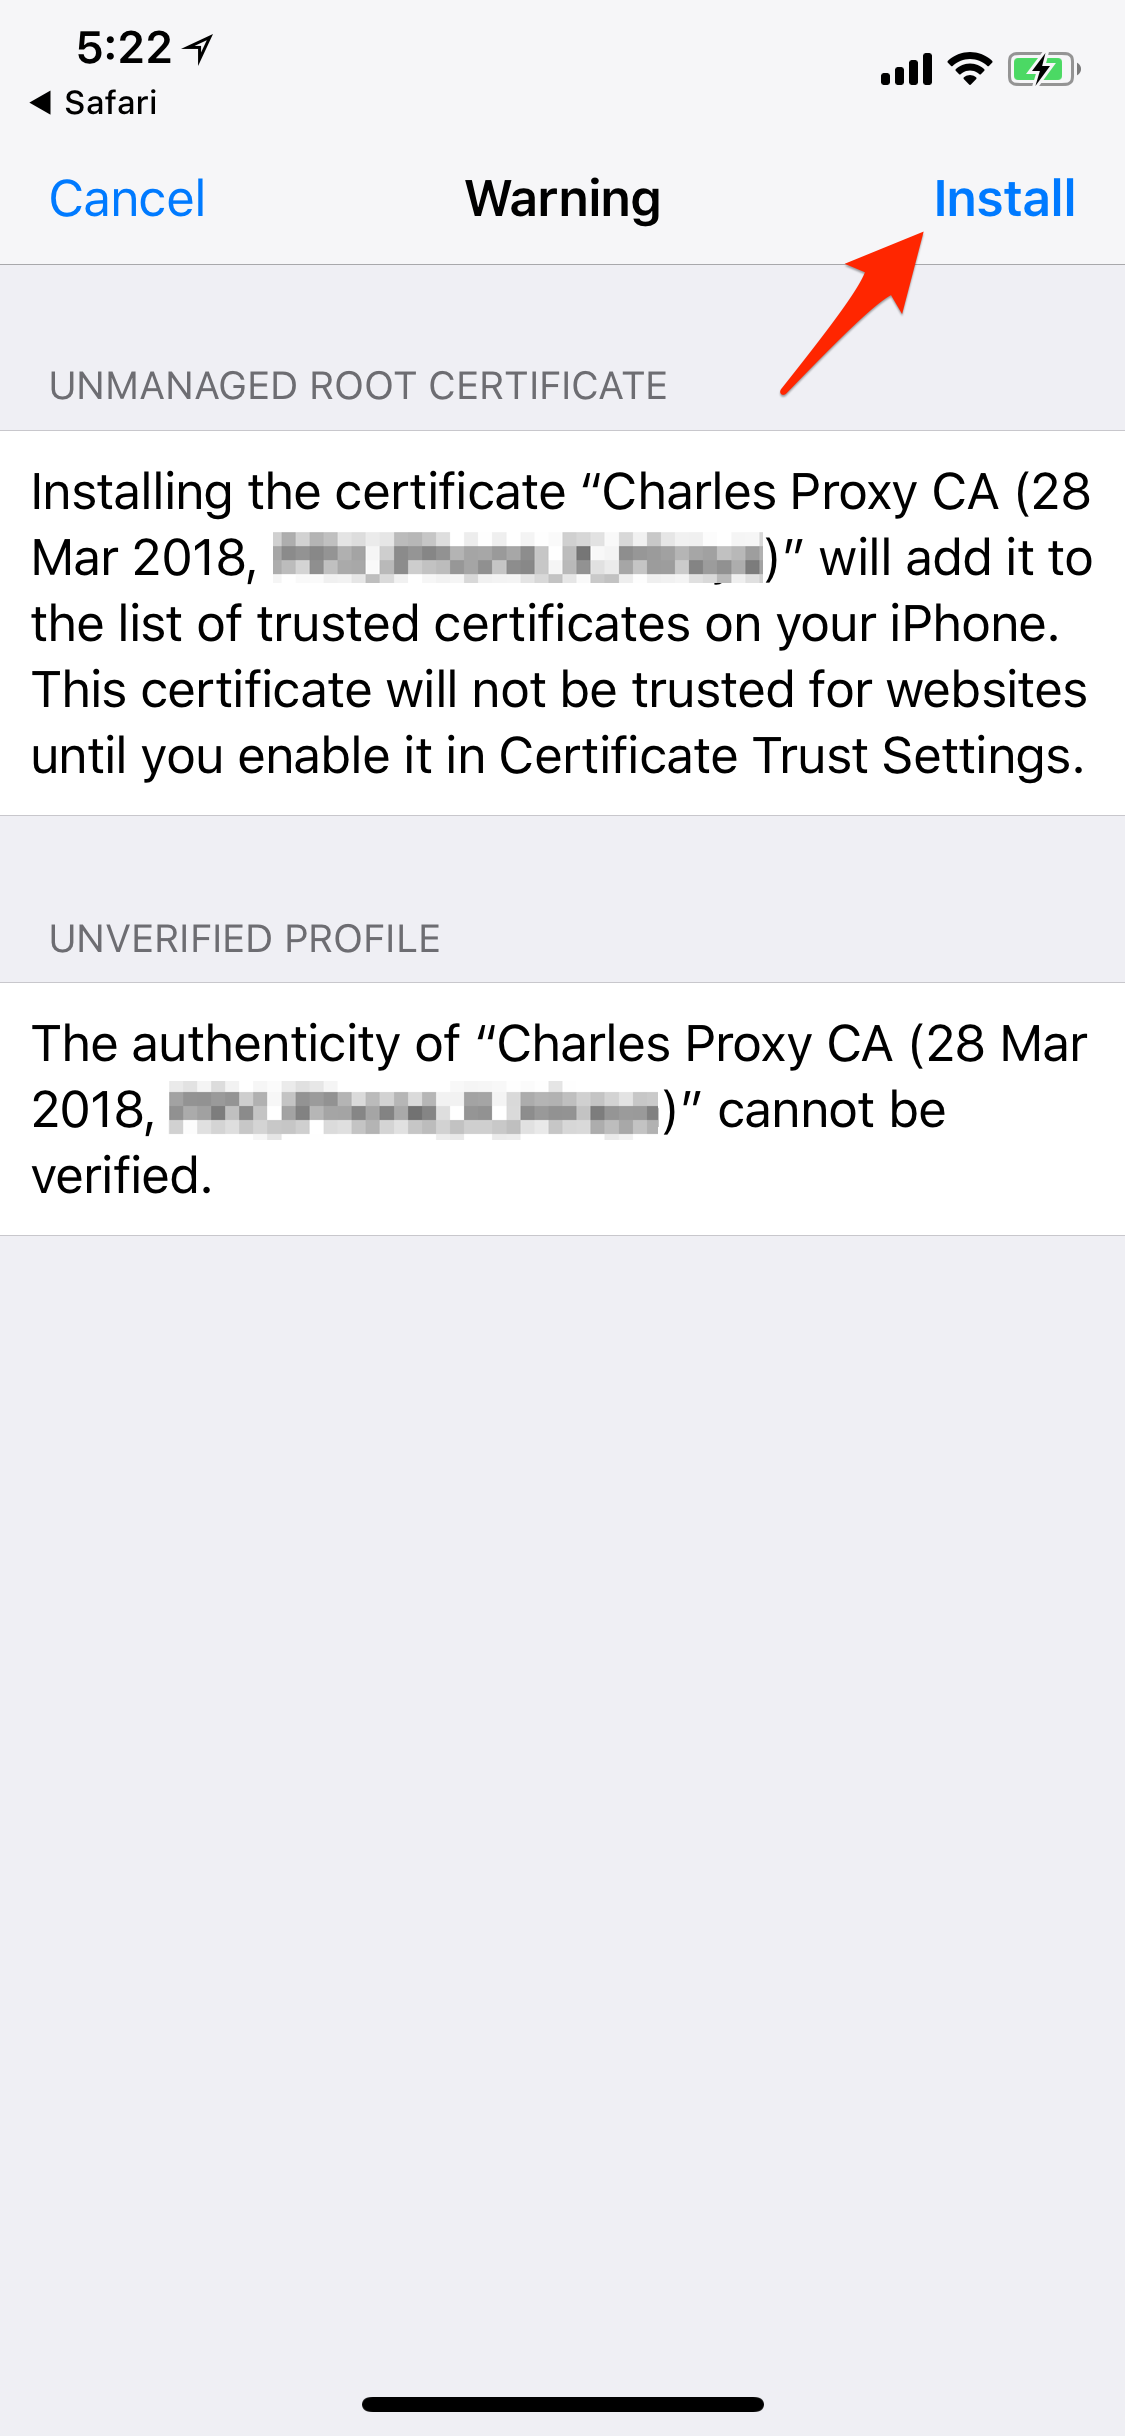 5:22
◀ Safari
Cancel
Warning
Install
UNMANAGED ROOT CERTIFICATE
Installing the certificate “Charles Proxy CA (28
Mar 2018, )” will add it to
the list of trusted certificates on your iPhone.
This certificate will not be trusted for websites
until you enable it in Certificate Trust Settings.
UNVERIFIED PROFILE
The authenticity of “Charles Proxy CA (28 Mar
2018, )” cannot be
verified.